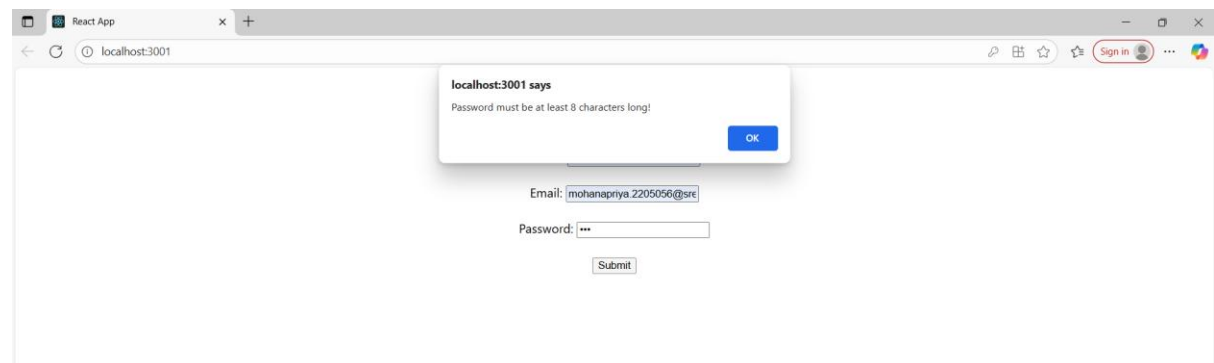 React App
localhost:3001
Sign in
localhost:3001 says
Password must be at least 8 characters long!
OK
Email: mohanapriya.2205056@sre
Password: •••
Submit